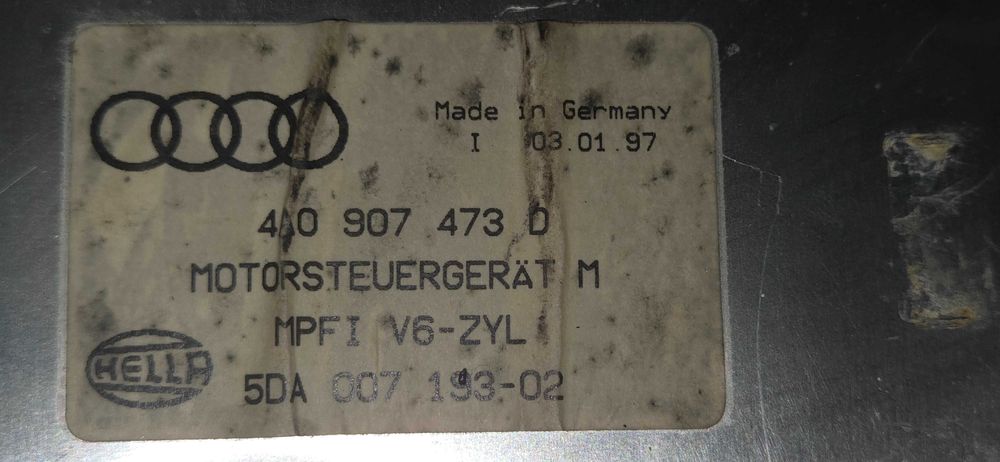 Made in Germany
I 03.01.97
4A0 907 473 D
MOTORSTEUERGERÄT M
MPFI V6-ZYL
HELLA
5DA 007 193-02